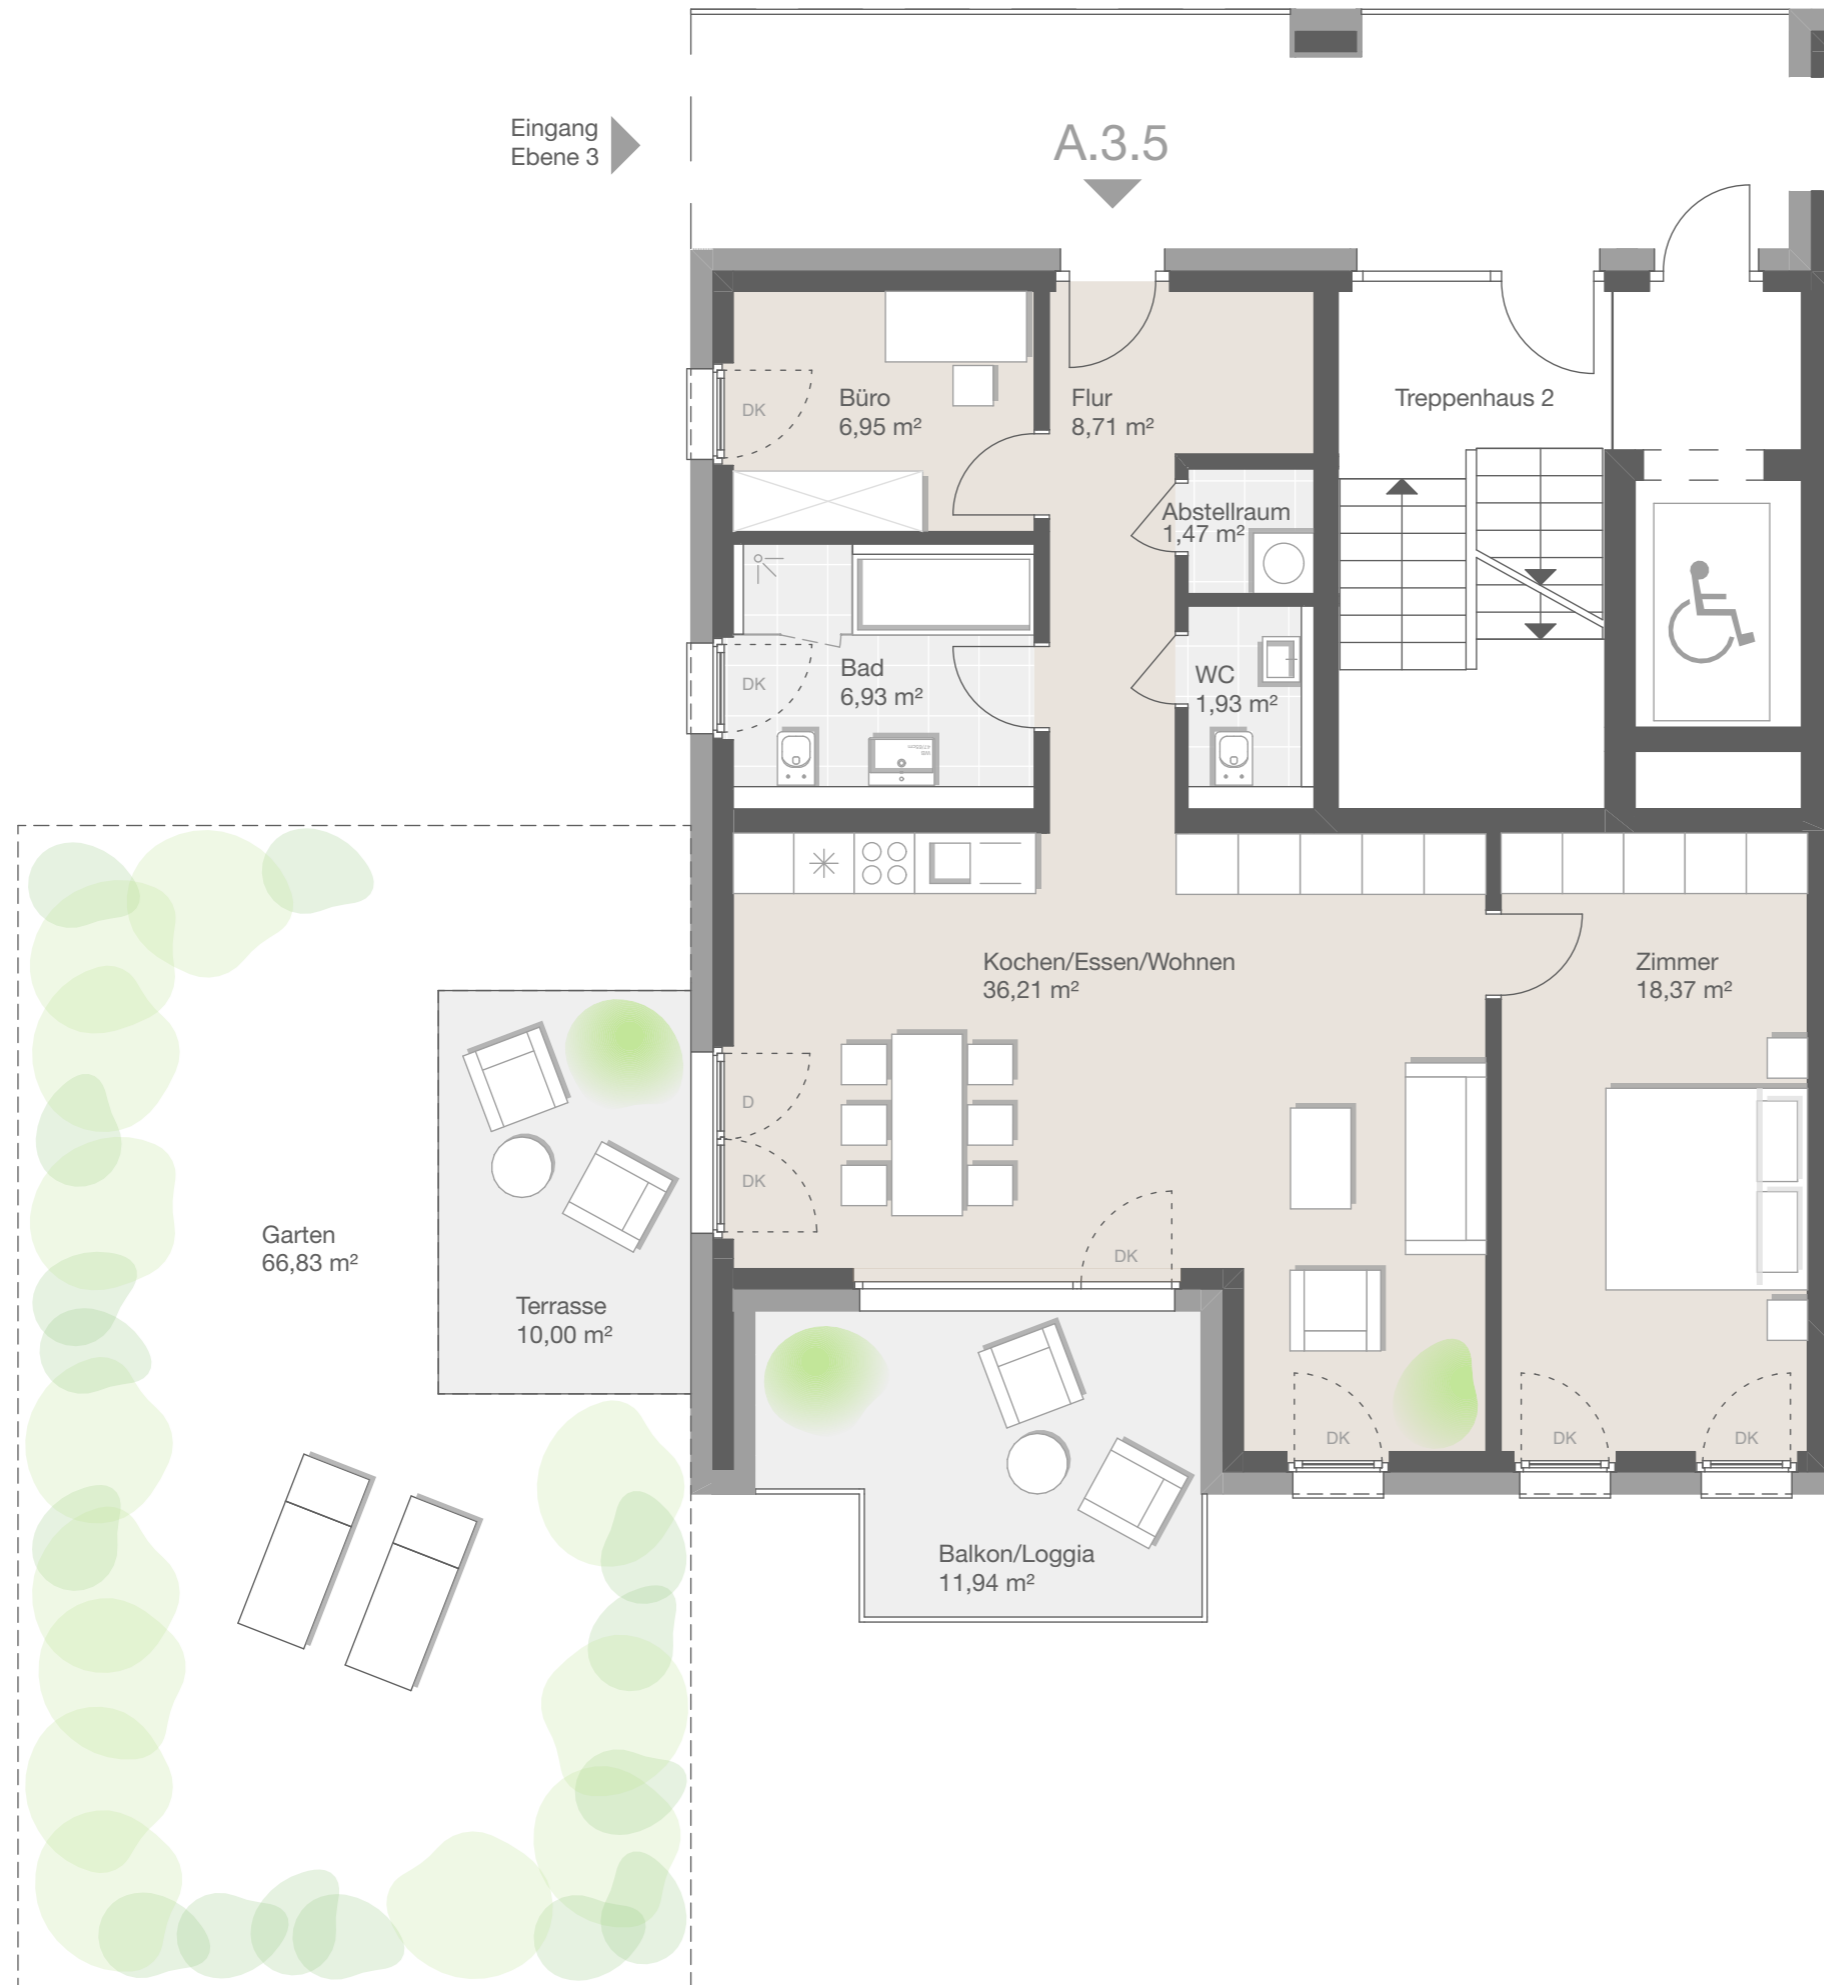 Eingang
Ebene 3
A.3.5
Büro
6,95 m²
DK
Flur
8,71 m²
Treppenhaus 2
Abstellraum
1,47 m²
Bad
6,93 m²
DK
WC
1,93 m²
Kochen/Essen/Wohnen
36,21 m²
Zimmer
18,37 m²
D
DK
Garten
66,83 m²
Terrasse
10,00 m²
DK
DK
DK
DK
Balkon/Loggia
11,94 m²